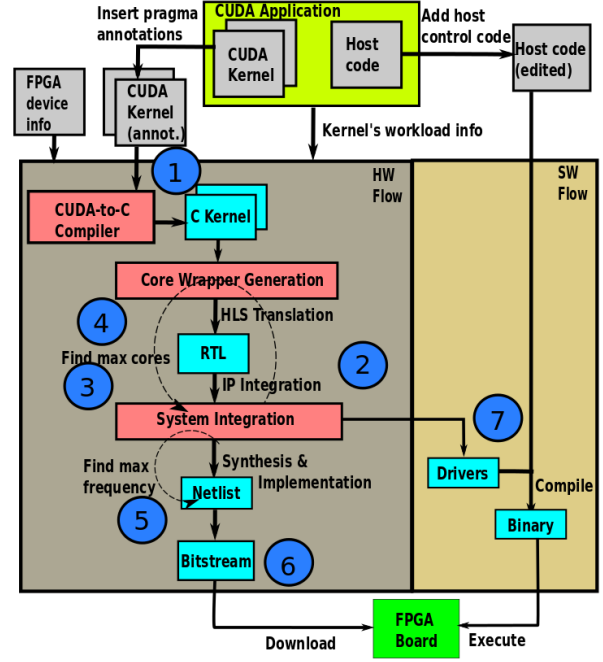 Insert pragma
annotations
CUDA Application
CUDA
Kernel
Host
code
Add host
control code
Host code
(edited)
FPGA
device
info
CUDA
Kernel
(annot.)
Kernel's workload info
HW
Flow
SW
Flow
1
CUDA-to-C
Compiler
C Kernel
Core Wrapper Generation
4
HLS Translation
Find max cores
RTL
2
3
IP Integration
System Integration
7
Find max
frequency
Synthesis &
Implementation
Drivers
Netlist
Compile
5
Binary
Bitstream
6
FPGA
Board
Download
Execute